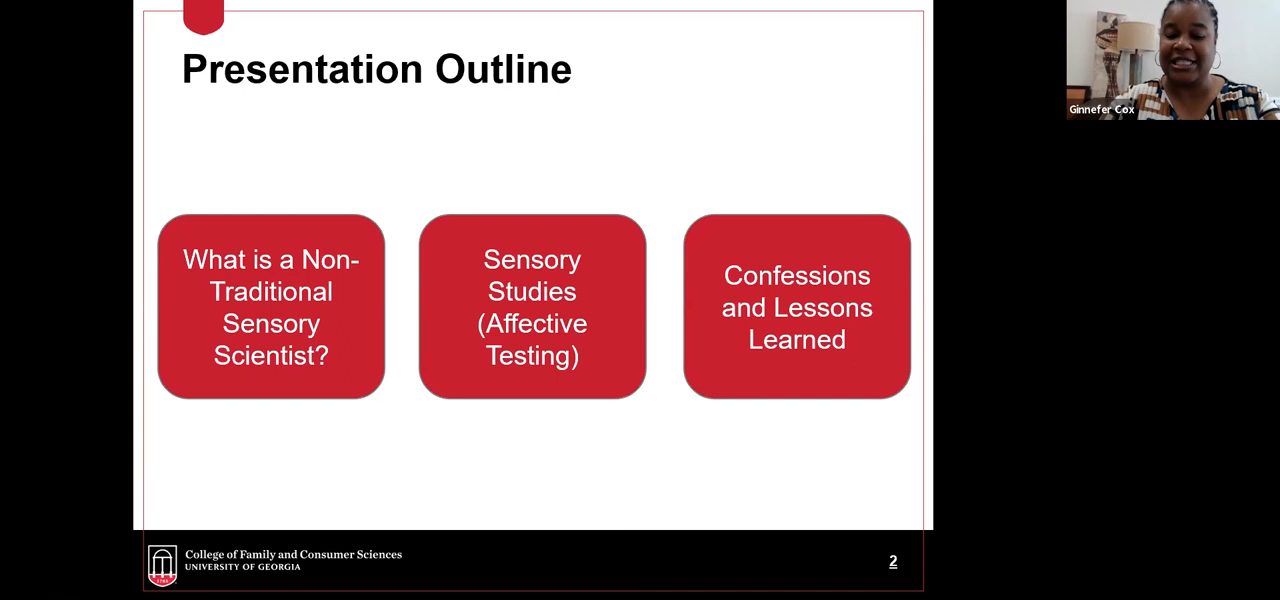 Presentation Outline
What is a Non-
Traditional
Sensory
Scientist?
Sensory
Studies
(Affective
Testing)
Confessions
and Lessons
Learned
College of Family and Consumer Sciences
UNIVERSITY OF GEORGIA
1785
2
Ginnefer Cox